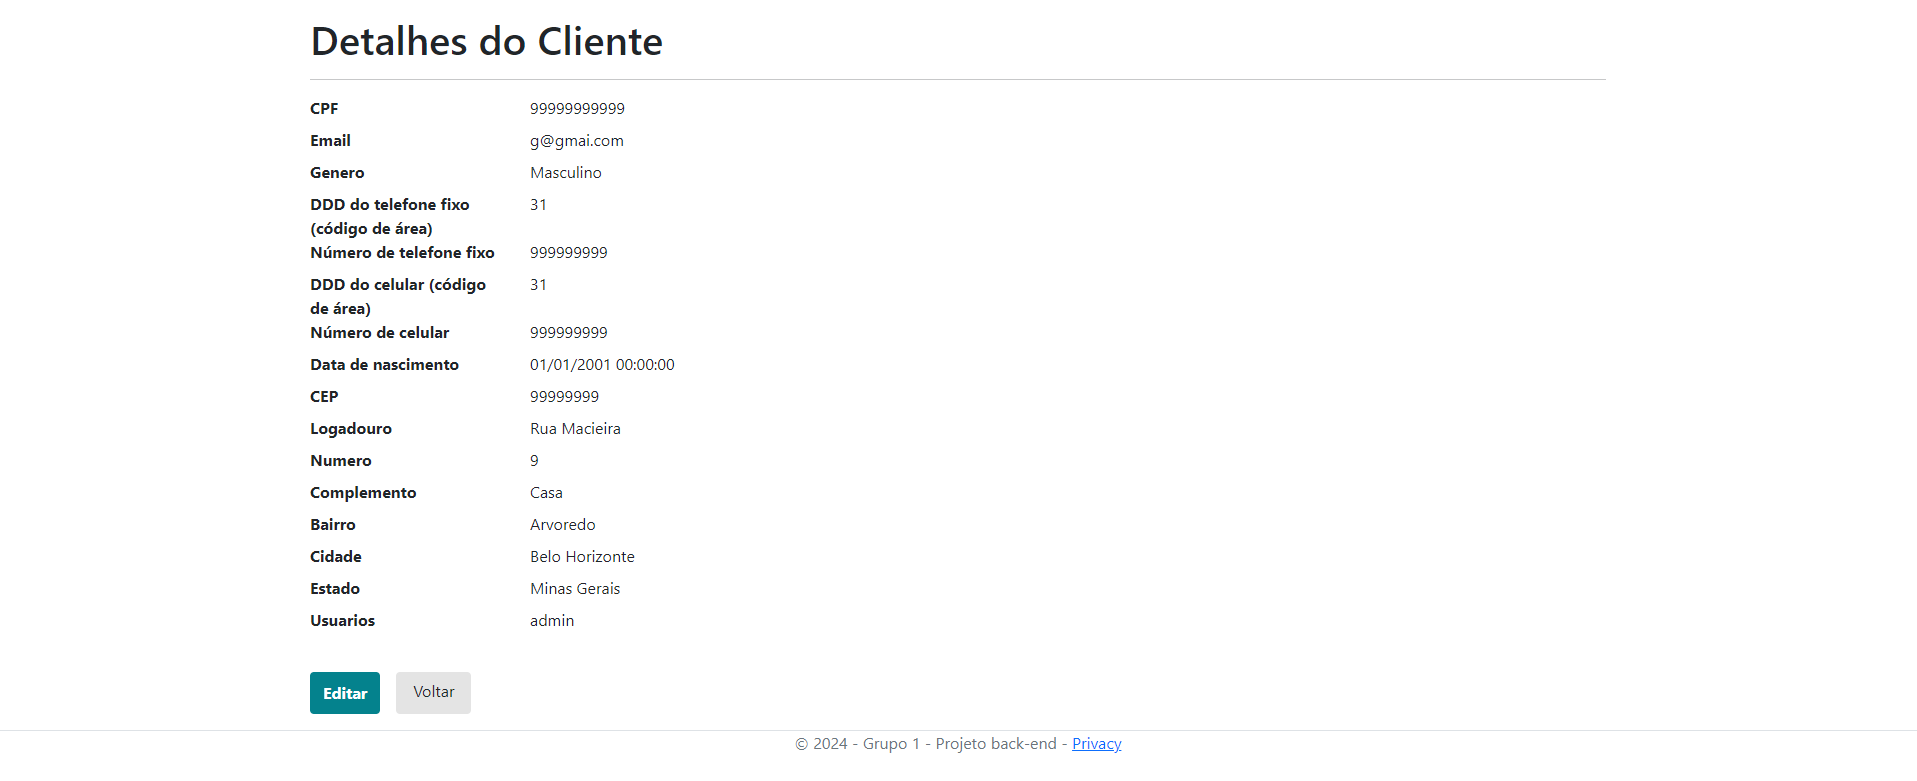 Detalhes do Cliente
CPF 99999999999
Email g@gmai.com
Genero Masculino
DDD do telefone fixo 31
(código de área)
Número de telefone fixo 999999999
DDD do celular (código 31
de área)
Número de celular 999999999
Data de nascimento 01/01/2001 00:00:00
CEP 99999999
Logadouro Rua Macieira
Numero 9
Complemento Casa
Bairro Arvoredo
Cidade Belo Horizonte
Estado Minas Gerais
Usuarios admin
Editar Voltar
© 2024 - Grupo 1 - Projeto back-end - Privacy